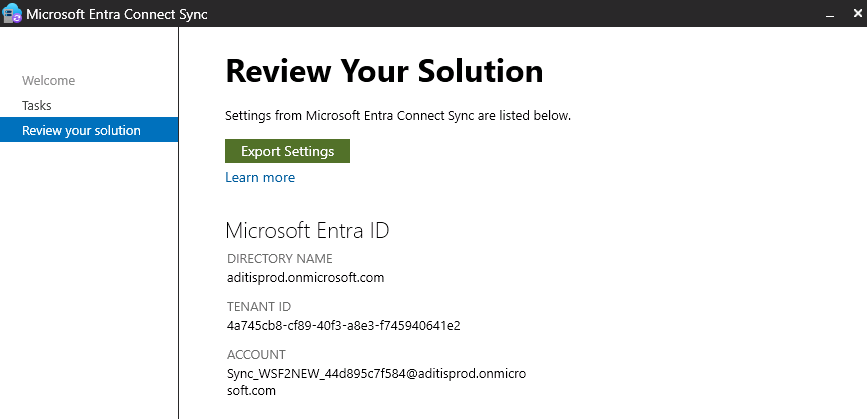 Microsoft Entra Connect Sync
Welcome
Tasks
Review your solution
Review Your Solution
Settings from Microsoft Entra Connect Sync are listed below.
Export Settings
Learn more
Microsoft Entra ID
DIRECTORY NAME
aditisprod.onmicrosoft.com
TENANT ID
4a745cb8-cf89-40f3-a8e3-f745940641e2
ACCOUNT
Sync_WSF2NEW_44d895c7f584@aditisprod.onmicro
soft.com